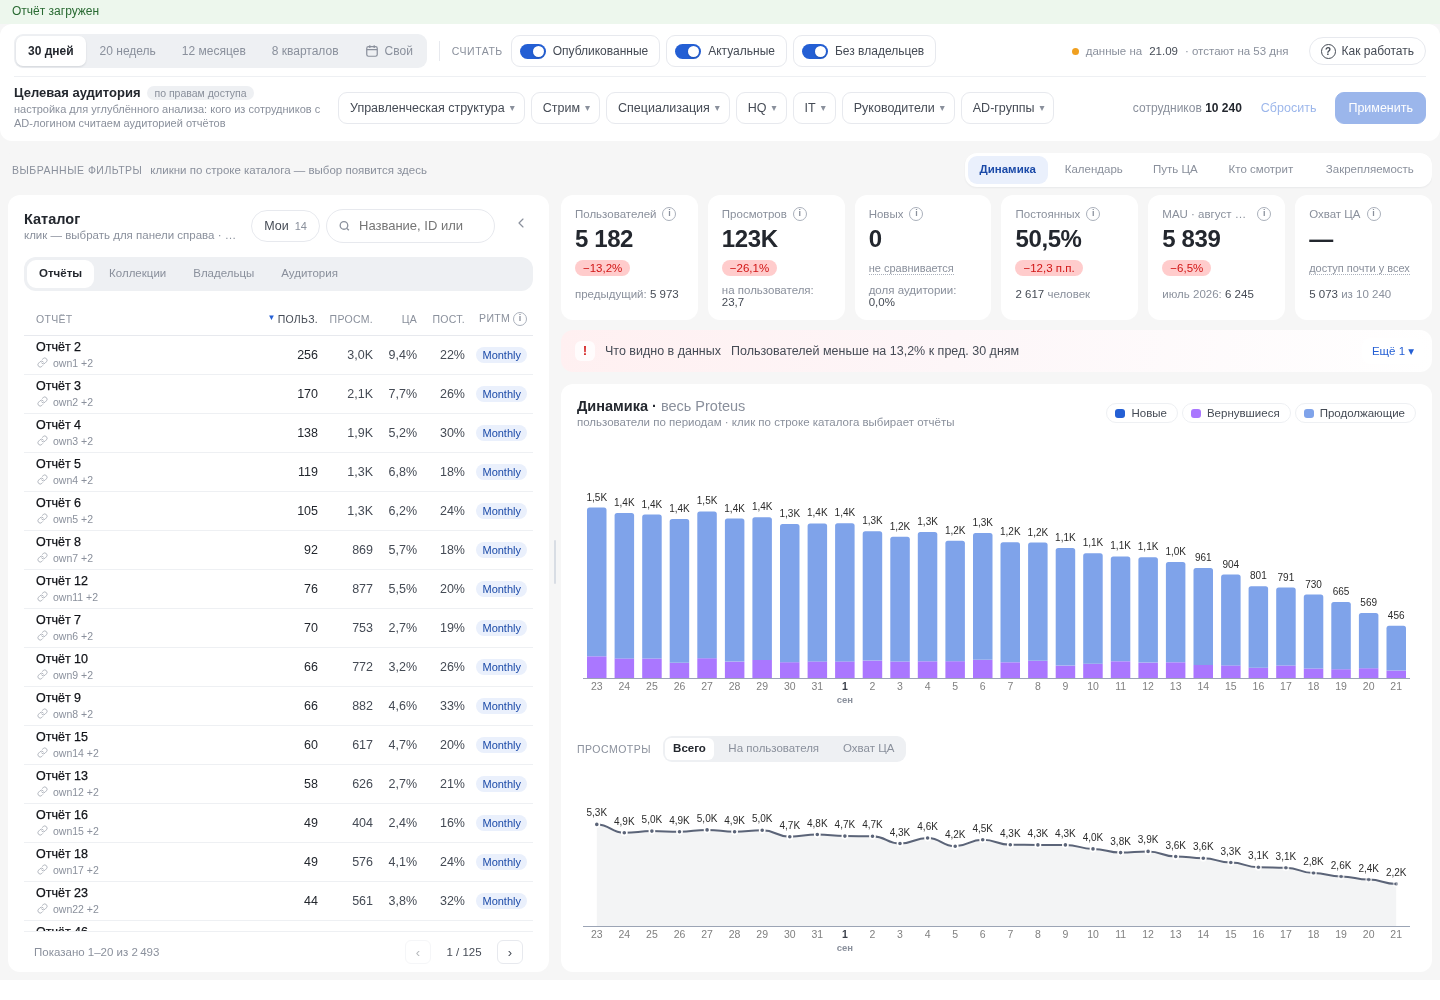 Отчёт загружен
30 дней 20 недель 12 месяцев 8 кварталов Свой СЧИТАТЬ Опубликованные Актуальные Без владельцев данные на 21.09 · отстают на 53 дня ? Как работать
Целевая аудитория по правам доступа
настройка для углублённого анализа: кого из сотрудников с
AD-логином считаем аудиторией отчётов
Управленческая структура ▾ Стрим ▾ Специализация ▾ HQ ▾ IT ▾ Руководители ▾ AD-группы ▾ сотрудников 10 240 Сбросить Применить
ВЫБРАННЫЕ ФИЛЬТРЫ кликни по строке каталога — выбор появится здесь
Динамика Календарь Путь ЦА Кто смотрит Закрепляемость
Каталог
клик — выбрать для панели справа · …
Мои 14 Название, ID или
Отчёты Коллекции Владельцы Аудитория
ОТЧЁТ ▼ ПОЛЬЗ. ПРОСМ. ЦА ПОСТ. РИТМ i
Отчёт 2 256 3,0K 9,4% 22% Monthly
own1 +2
Отчёт 3 170 2,1K 7,7% 26% Monthly
own2 +2
Отчёт 4 138 1,9K 5,2% 30% Monthly
own3 +2
Отчёт 5 119 1,3K 6,8% 18% Monthly
own4 +2
Отчёт 6 105 1,3K 6,2% 24% Monthly
own5 +2
Отчёт 8 92 869 5,7% 18% Monthly
own7 +2
Отчёт 12 76 877 5,5% 20% Monthly
own11 +2
Отчёт 7 70 753 2,7% 19% Monthly
own6 +2
Отчёт 10 66 772 3,2% 26% Monthly
own9 +2
Отчёт 9 66 882 4,6% 33% Monthly
own8 +2
Отчёт 15 60 617 4,7% 20% Monthly
own14 +2
Отчёт 13 58 626 2,7% 21% Monthly
own12 +2
Отчёт 16 49 404 2,4% 16% Monthly
own15 +2
Отчёт 18 49 576 4,1% 24% Monthly
own17 +2
Отчёт 23 44 561 3,8% 32% Monthly
own22 +2
Отчёт 46
Показано 1–20 из 2 493 ‹ 1 / 125 ›
Пользователей i
5 182
−13,2%
предыдущий: 5 973
Просмотров i
123K
−26,1%
на пользователя:
23,7
Новых i
0
не сравнивается
доля аудитории:
0,0%
Постоянных i
50,5%
−12,3 п.п.
2 617 человек
MAU · август … i
5 839
−6,5%
июль 2026: 6 245
Охват ЦА i
—
доступ почти у всех
5 073 из 10 240
! Что видно в данных Пользователей меньше на 13,2% к пред. 30 дням Ещё 1 ▾
Динамика · весь Proteus
пользователи по периодам · клик по строке каталога выбирает отчёты
Новые Вернувшиеся Продолжающие
1,5K 1,4K 1,4K 1,4K 1,5K 1,4K 1,4K 1,3K 1,4K 1,4K 1,3K 1,2K 1,3K 1,2K 1,3K 1,2K 1,2K 1,1K 1,1K 1,1K 1,1K 1,0K 961 904 801 791 730 665 569 456
23 24 25 26 27 28 29 30 31 1 2 3 4 5 6 7 8 9 10 11 12 13 14 15 16 17 18 19 20 21
сен
ПРОСМОТРЫ Всего На пользователя Охват ЦА
5,3K 4,9K 5,0K 4,9K 5,0K 4,9K 5,0K 4,7K 4,8K 4,7K 4,7K 4,3K 4,6K 4,2K 4,5K 4,3K 4,3K 4,3K 4,0K 3,8K 3,9K 3,6K 3,6K 3,3K 3,1K 3,1K 2,8K 2,6K 2,4K 2,2K
23 24 25 26 27 28 29 30 31 1 2 3 4 5 6 7 8 9 10 11 12 13 14 15 16 17 18 19 20 21
сен